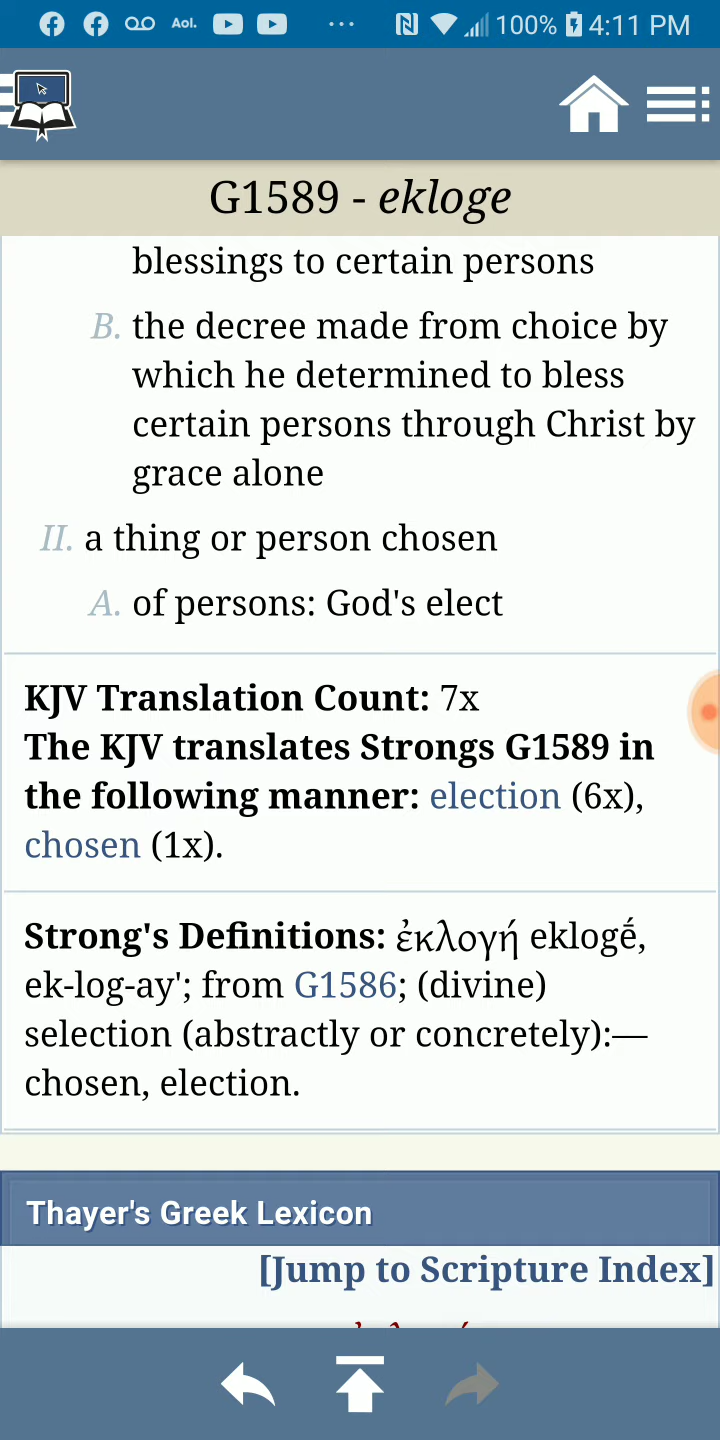 Aol. ... 100% 4:11 PM
G1589 - ekloge
blessings to certain persons
B. the decree made from choice by
which he determined to bless
certain persons through Christ by
grace alone
II. a thing or person chosen
A. of persons: God's elect
KJV Translation Count: 7x
The KJV translates Strongs G1589 in
the following manner: election (6x),
chosen (1x).
Strong's Definitions: ἐκλογή eklogḗ,
ek-log-ay'; from G1586; (divine)
selection (abstractly or concretely):—
chosen, election.
Thayer's Greek Lexicon
[Jump to Scripture Index]